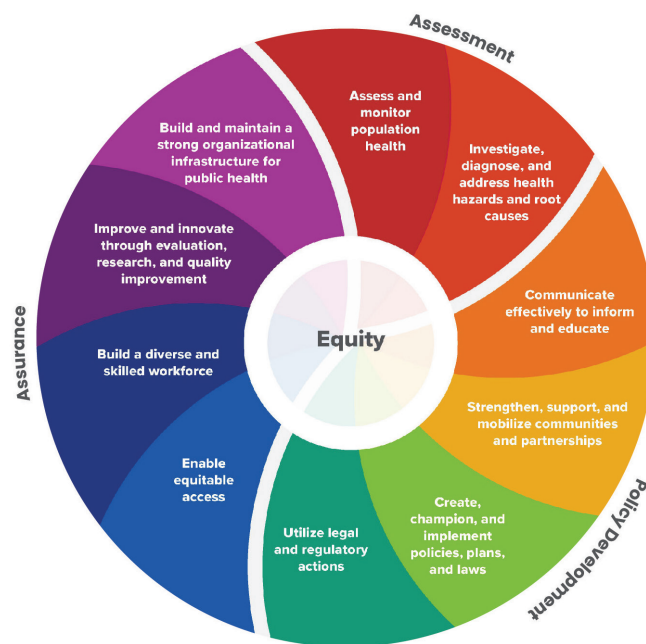 Assessment
Assess and
monitor
population
health
Investigate,
diagnose, and
address health
hazards and root
causes
Communicate
effectively to inform
and educate
Strengthen, support, and
mobilize communities
and partnerships
Policy Development
Create,
champion, and
implement
policies, plans,
and laws
Utilize legal
and regulatory
actions
Enable
equitable
access
Build a diverse and
skilled workforce
Assurance
Improve and innovate
through evaluation,
research, and quality
improvement
Build and maintain a
strong organizational
infrastructure for
public health
Equity